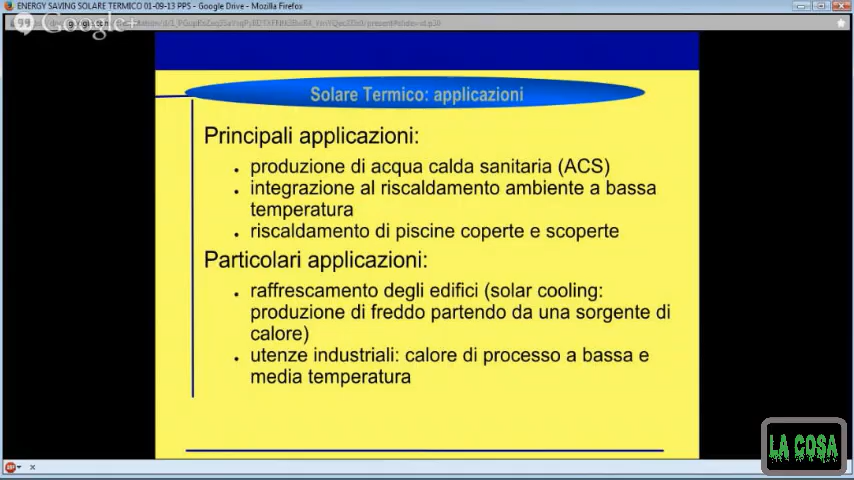 ENERGY SAVING SOLARE TERMICO 01-09-13 PPS - Google Drive - Mozilla Firefox
Google+
Solare Termico: applicazioni
Principali applicazioni:
• produzione di acqua calda sanitaria (ACS)
• integrazione al riscaldamento ambiente a bassa
temperatura
• riscaldamento di piscine coperte e scoperte
Particolari applicazioni:
• raffrescamento degli edifici (solar cooling:
produzione di freddo partendo da una sorgente di
calore)
• utenze industriali: calore di processo a bassa e
media temperatura
LA COSA